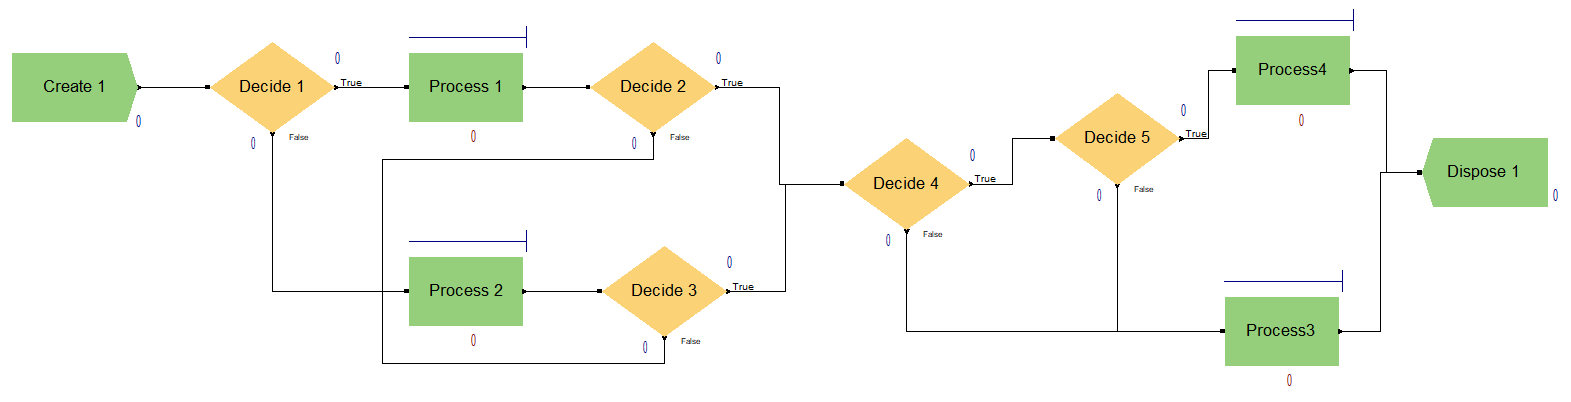 Create 1
0
Decide 1
0
True
0
False
Process 1
0
Decide 2
0
True
0
False
Process 2
0
Decide 3
0
True
0
False
Decide 4
0
True
0
False
Decide 5
0
True
0
False
Process4
0
Process3
0
Dispose 1
0